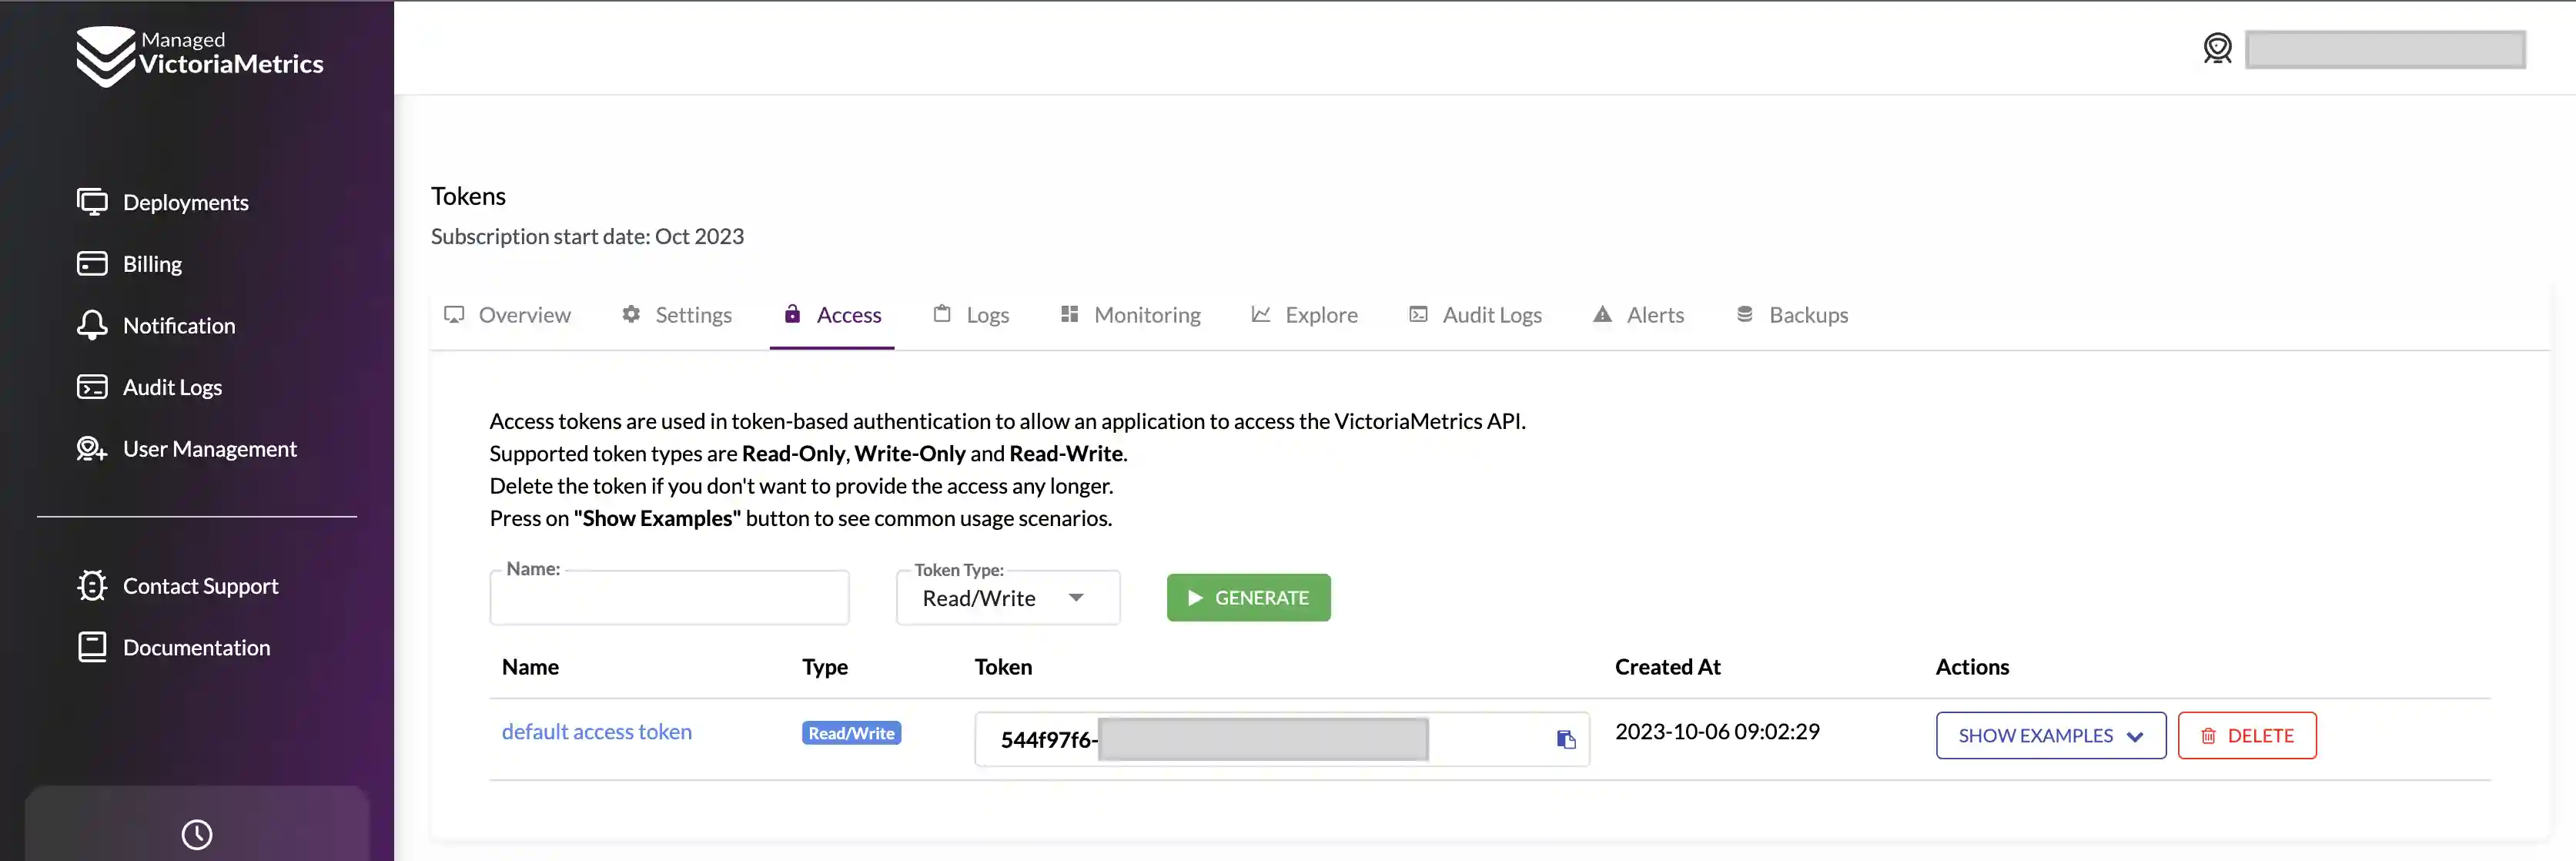 Managed
VictoriaMetrics
Deployments
Billing
Notification
Audit Logs
User Management
Contact Support
Documentation
Tokens
Subscription start date: Oct 2023
Overview Settings Access Logs Monitoring Explore Audit Logs Alerts Backups
Access tokens are used in token-based authentication to allow an application to access the VictoriaMetrics API.
Supported token types are Read-Only, Write-Only and Read-Write.
Delete the token if you don't want to provide the access any longer.
Press on "Show Examples" button to see common usage scenarios.
Name: Token Type:
Read/Write GENERATE
Name Type Token Created At Actions
default access token Read/Write 544f97f6- 2023-10-06 09:02:29 SHOW EXAMPLES DELETE